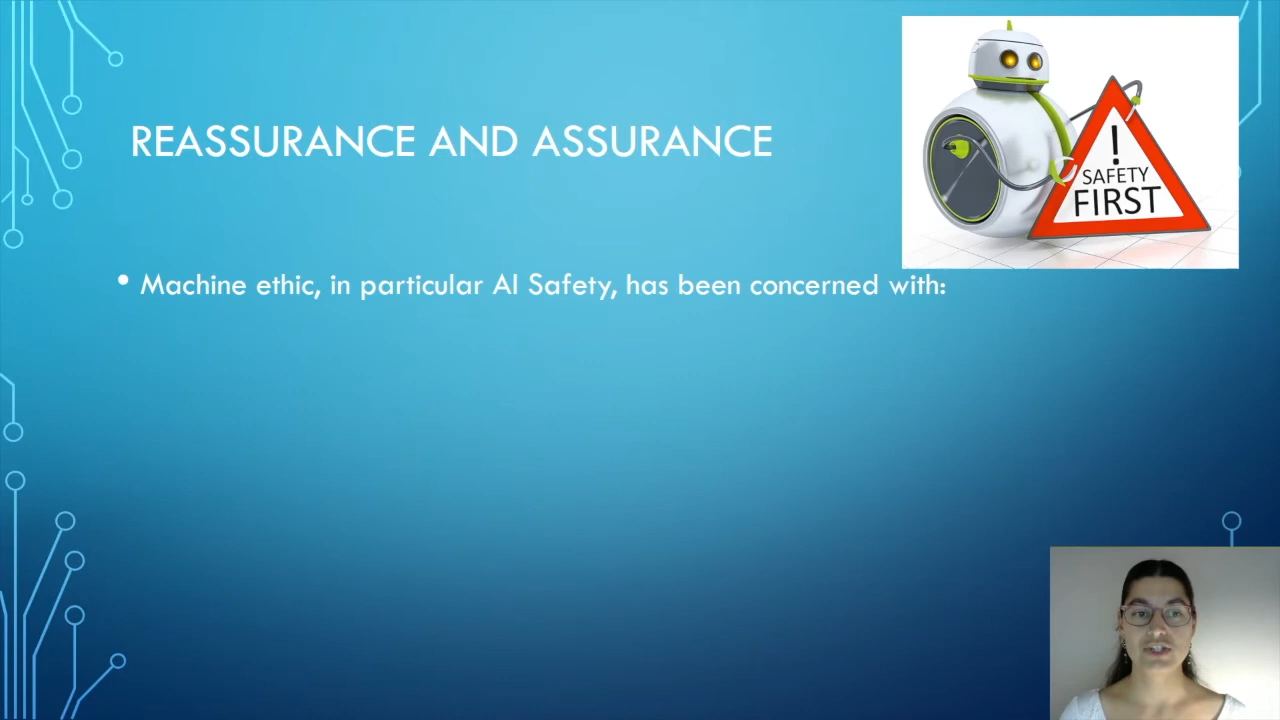 REASSURANCE AND ASSURANCE
!
SAFETY
FIRST
• Machine ethic, in particular AI Safety, has been concerned with: